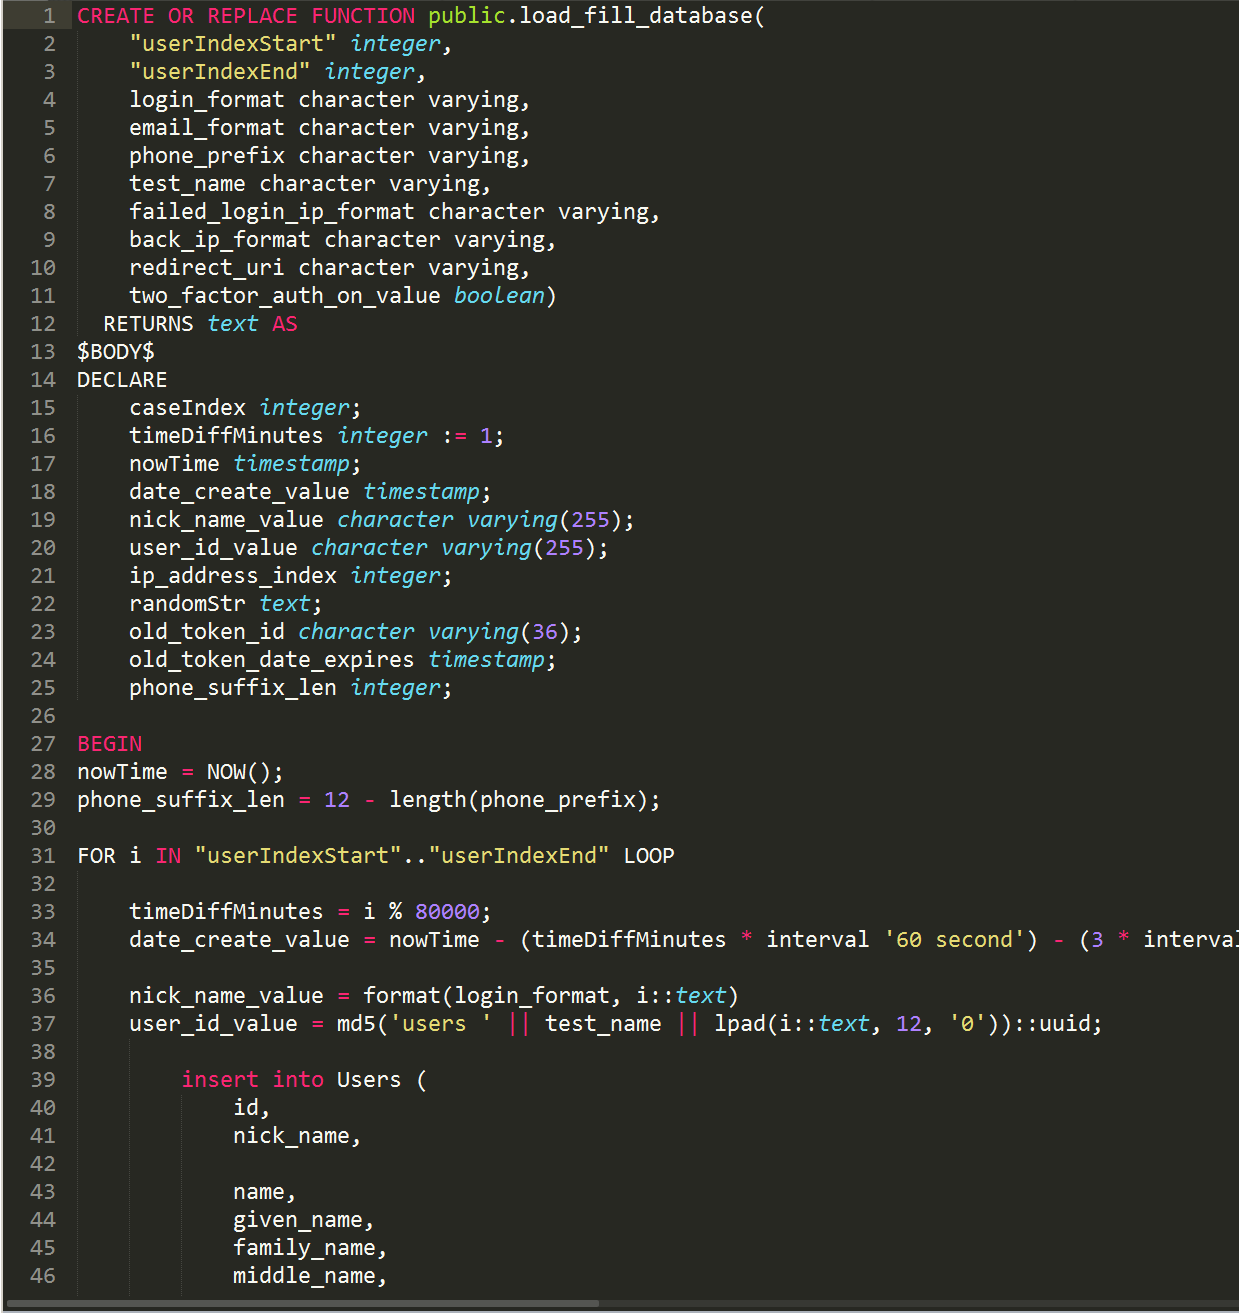 1 CREATE OR REPLACE FUNCTION public.load_fill_database(
2 "userIndexStart" integer,
3 "userIndexEnd" integer,
4 login_format character varying,
5 email_format character varying,
6 phone_prefix character varying,
7 test_name character varying,
8 failed_login_ip_format character varying,
9 back_ip_format character varying,
10 redirect_uri character varying,
11 two_factor_auth_on_value boolean)
12 RETURNS text AS
13 $BODY$
14 DECLARE
15 caseIndex integer;
16 timeDiffMinutes integer := 1;
17 nowTime timestamp;
18 date_create_value timestamp;
19 nick_name_value character varying(255);
20 user_id_value character varying(255);
21 ip_address_index integer;
22 randomStr text;
23 old_token_id character varying(36);
24 old_token_date_expires timestamp;
25 phone_suffix_len integer;
26
27 BEGIN
28 nowTime = NOW();
29 phone_suffix_len = 12 - length(phone_prefix);
30
31 FOR i IN "userIndexStart".."userIndexEnd" LOOP
32
33 timeDiffMinutes = i % 80000;
34 date_create_value = nowTime - (timeDiffMinutes * interval '60 second') - (3 * interval
35
36 nick_name_value = format(login_format, i::text)
37 user_id_value = md5('users ' || test_name || lpad(i::text, 12, '0'))::uuid;
38
39 insert into Users (
40 id,
41 nick_name,
42
43 name,
44 given_name,
45 family_name,
46 middle_name,